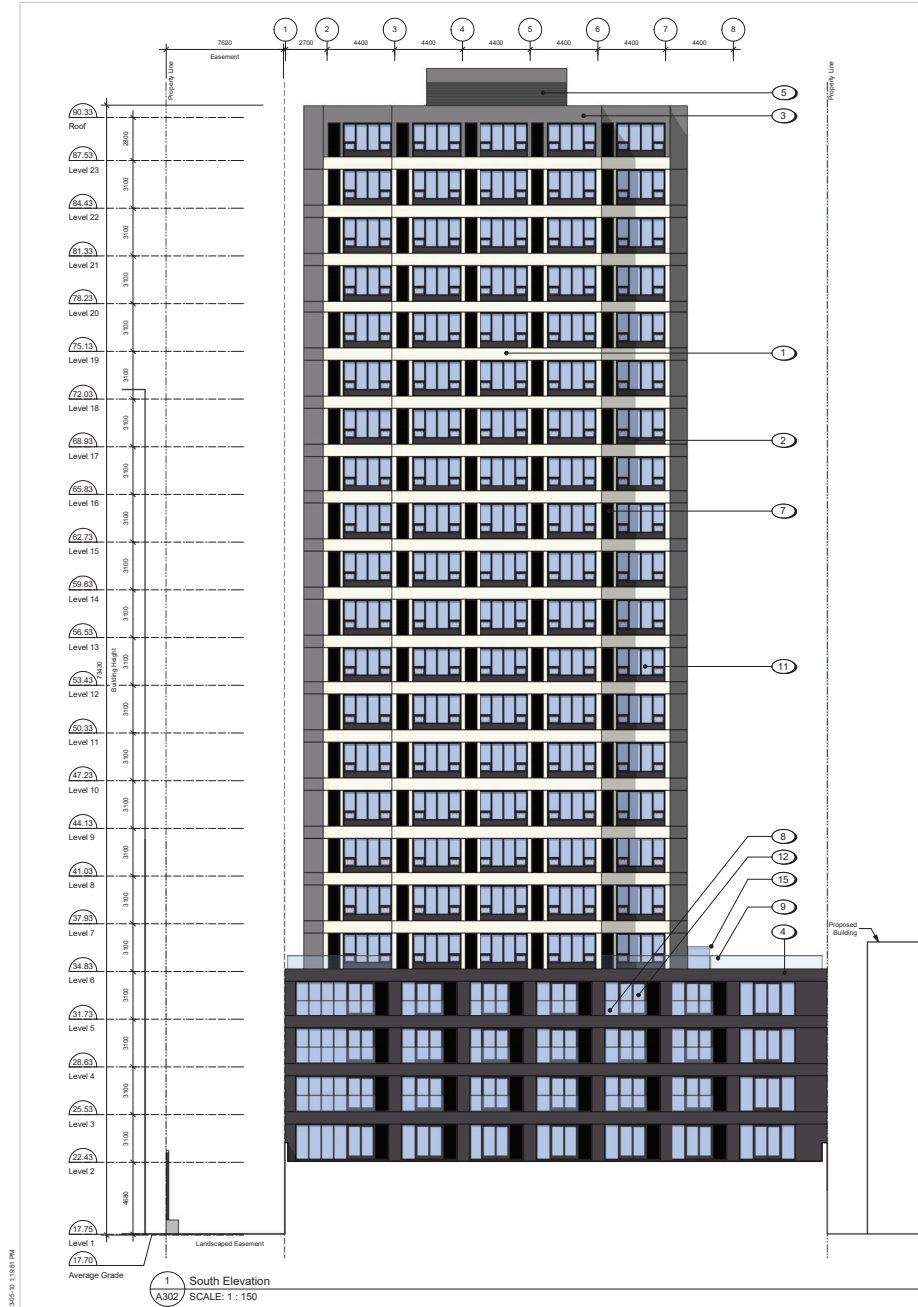 1 2 3 4 5 6 7 8
7620 2700 4400 4400 4400 4400 4400 4400
Easement
Property Line
Property Line
5
3
90.33
Roof
2800
87.53
Level 23
3100
84.43
Level 22
3100
81.33
Level 21
3100
78.23
Level 20
3100
75.13
Level 19
1
3100
72.03
Level 18
3100
68.93
Level 17
2
3100
65.83
Level 16
7
3100
62.73
Level 15
3100
59.63
Level 14
3100
56.53
Level 13
3100
73430
Building Height
11
53.43
Level 12
3100
50.33
Level 11
3100
47.23
Level 10
3100
44.13
Level 9
8
3100
12
41.03
Level 8
15
3100
9
37.93
Level 7
4
Proposed
Building
3100
34.83
Level 6
3100
31.73
Level 5
3100
28.63
Level 4
3100
25.53
Level 3
3100
22.43
Level 2
4680
17.75
Level 1
Landscaped Easement
17.70
Average Grade
1 South Elevation
A302 SCALE: 1 : 150
3-05-10 1:19:51 PM